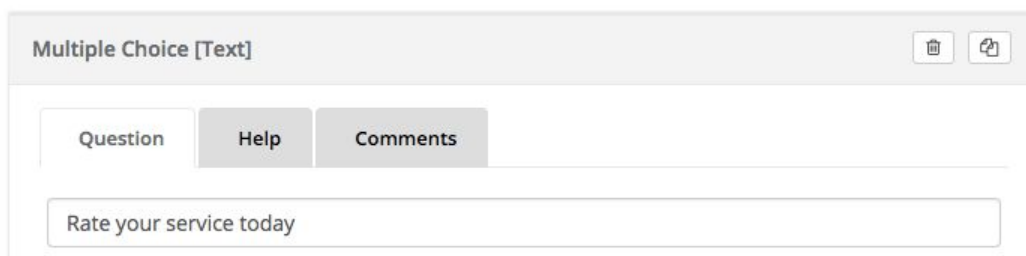 Multiple Choice [Text]
Question Help Comments
Rate your service today